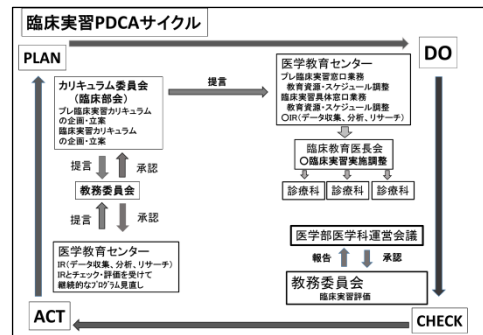 臨床実習PDCAサイクル
PLAN
DO
カリキュラム委員会
(臨床部会)
プレ臨床実習カリキュラム
の企画・立案
臨床実習カリキュラム
の企画・立案
提言
医学教育センター
プレ臨床実習窓口業務
教育資源・スケジュール調整
臨床実習具体窓口業務
教育資源・スケジュール調整
○IR(データ収集、分析、リサーチ)
臨床教育医長会
○臨床実習実施調整
診療科
診療科
診療科
提言
承認
教務委員会
提言
承認
医学教育センター
IR(データ収集、分析、リサーチ)
IRとチェック・評価を受けて
継続的なプログラム見直し
医学部医学科運営会議
報告
承認
教務委員会
臨床実習評価
ACT
CHECK